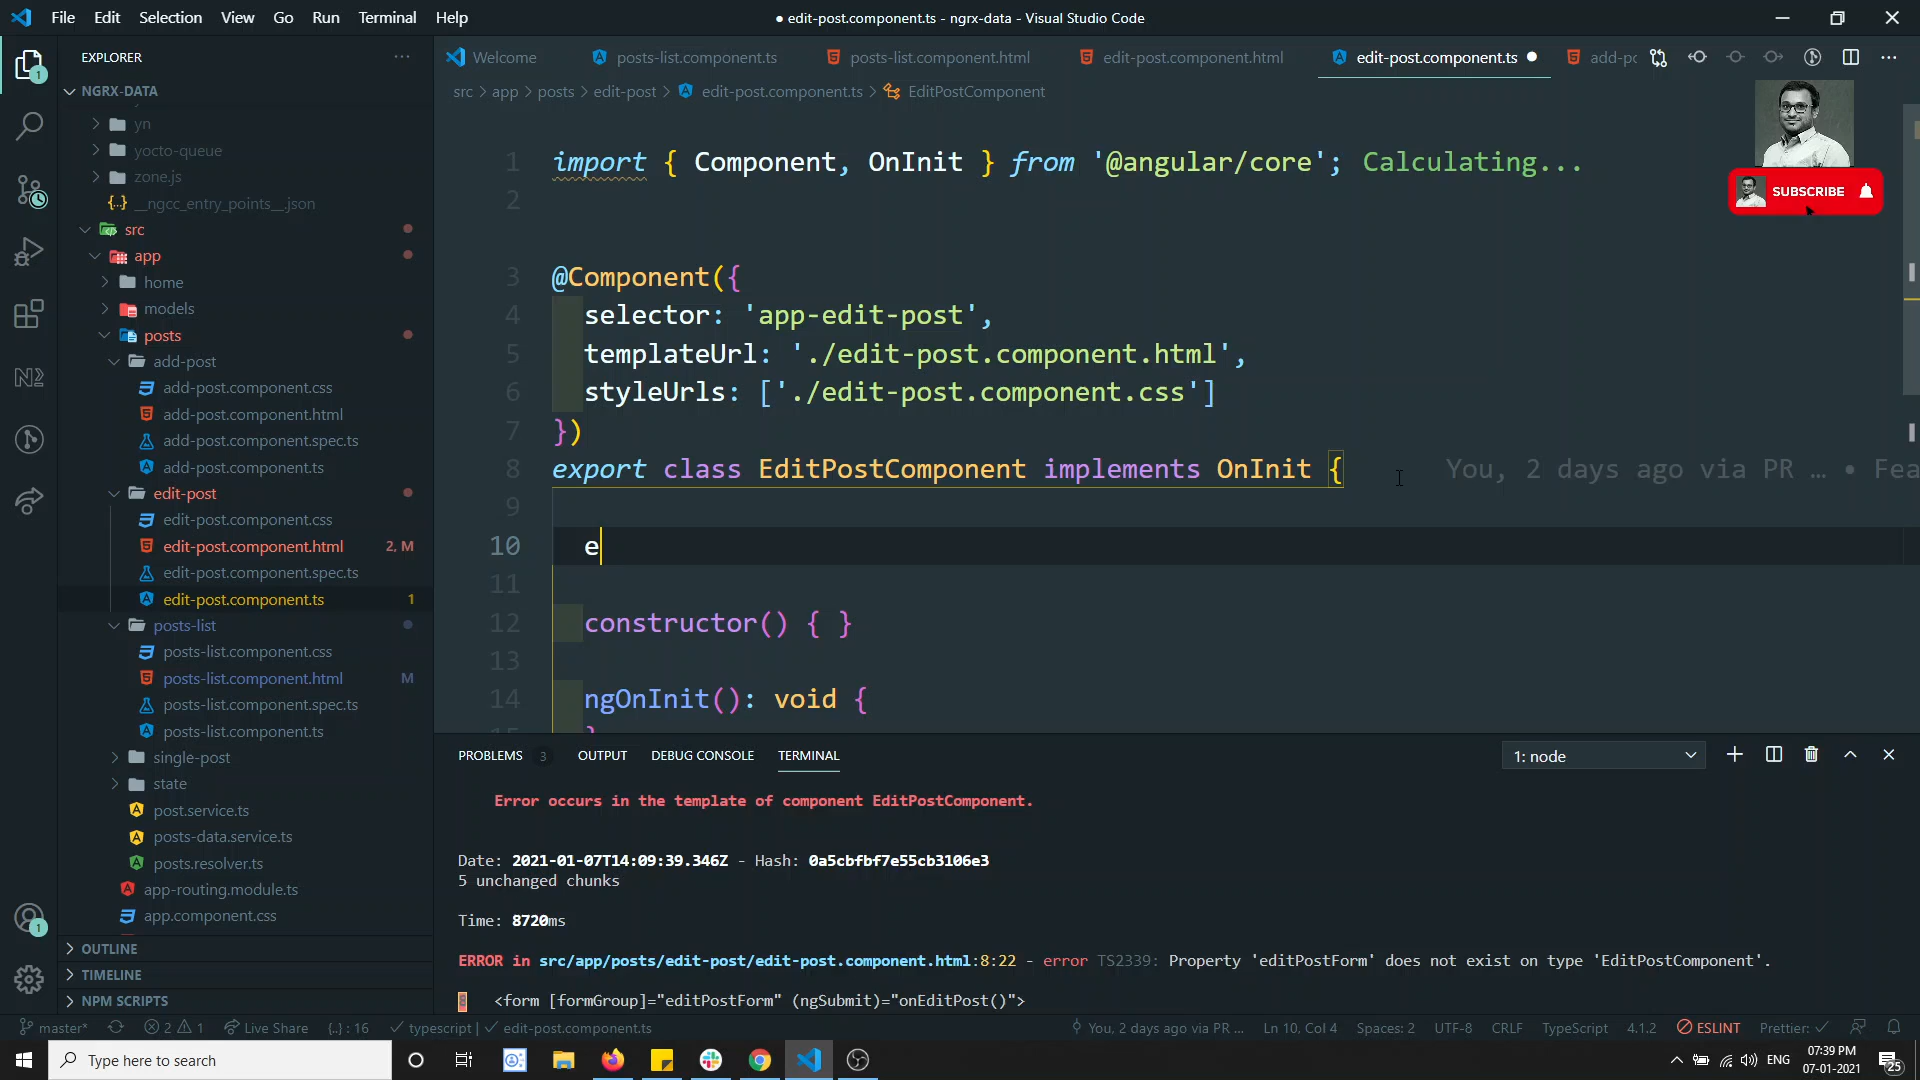 File Edit Selection View Go Run Terminal Help
● edit-post.component.ts - ngrx-data - Visual Studio Code
EXPLORER
Welcome posts-list.component.ts posts-list.component.html edit-post.component.html edit-post.component.ts add-pc
NGRX-DATA
src > app > posts > edit-post > edit-post.component.ts > EditPostComponent
yn
yocto-queue
zone.js
__ngcc_entry_points__.json
src
app
home
models
posts
add-post
add-post.component.css
add-post.component.html
add-post.component.spec.ts
add-post.component.ts
edit-post
edit-post.component.css
edit-post.component.html 2, M
edit-post.component.spec.ts
edit-post.component.ts 1
posts-list
posts-list.component.css
posts-list.component.html M
posts-list.component.spec.ts
posts-list.component.ts
single-post
state
post.service.ts
posts-data.service.ts
posts.resolver.ts
app-routing.module.ts
app.component.css
OUTLINE
TIMELINE
NPM SCRIPTS
1 import { Component, OnInit } from '@angular/core'; Calculating...
2
3 @Component({
4 selector: 'app-edit-post',
5 templateUrl: './edit-post.component.html',
6 styleUrls: ['./edit-post.component.css']
7 })
8 export class EditPostComponent implements OnInit { You, 2 days ago via PR … • Fea
9
10 e
11
12 constructor() { }
13
14 ngOnInit(): void {
SUBSCRIBE
PROBLEMS 3 OUTPUT DEBUG CONSOLE TERMINAL 1: node
Error occurs in the template of component EditPostComponent.
Date: 2021-01-07T14:09:39.346Z - Hash: 0a5cbfbf7e55cb3106e3
5 unchanged chunks
Time: 8720ms
ERROR in src/app/posts/edit-post/edit-post.component.html:8:22 - error TS2339: Property 'editPostForm' does not exist on type 'EditPostComponent'.
8 <form [formGroup]="editPostForm" (ngSubmit)="onEditPost()">
master* 2 1 Live Share {..} : 16 typescript | edit-post.component.ts You, 2 days ago via PR ... Ln 10, Col 4 Spaces: 2 UTF-8 CRLF TypeScript 4.1.2 ESLINT Prettier: ✓
Type here to search
ENG
07:39 PM
07-01-2021
25